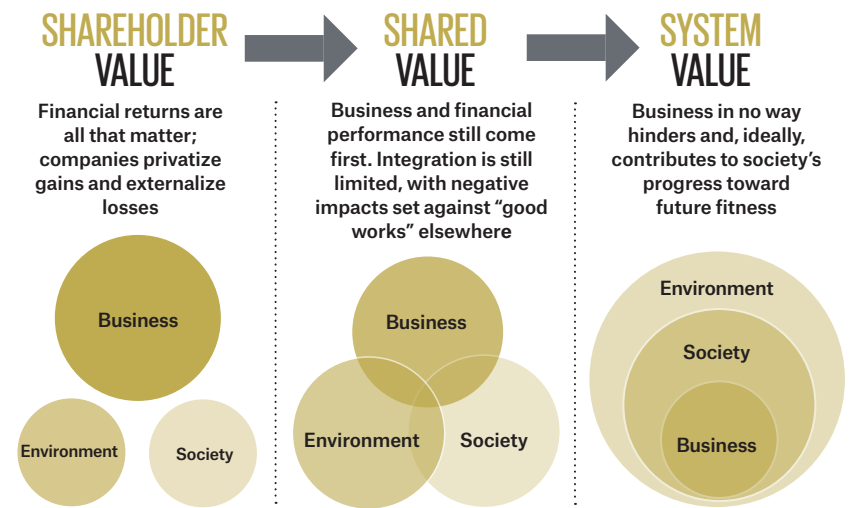 SHAREHOLDER
VALUE
Financial returns are
all that matter;
companies privatize
gains and externalize
losses
Business
Environment
Society
SHARED
VALUE
Business and financial
performance still come
first. Integration is still
limited, with negative
impacts set against “good
works” elsewhere
Business
Environment
Society
SYSTEM
VALUE
Business in no way
hinders and, ideally,
contributes to society’s
progress toward
future fitness
Environment
Society
Business